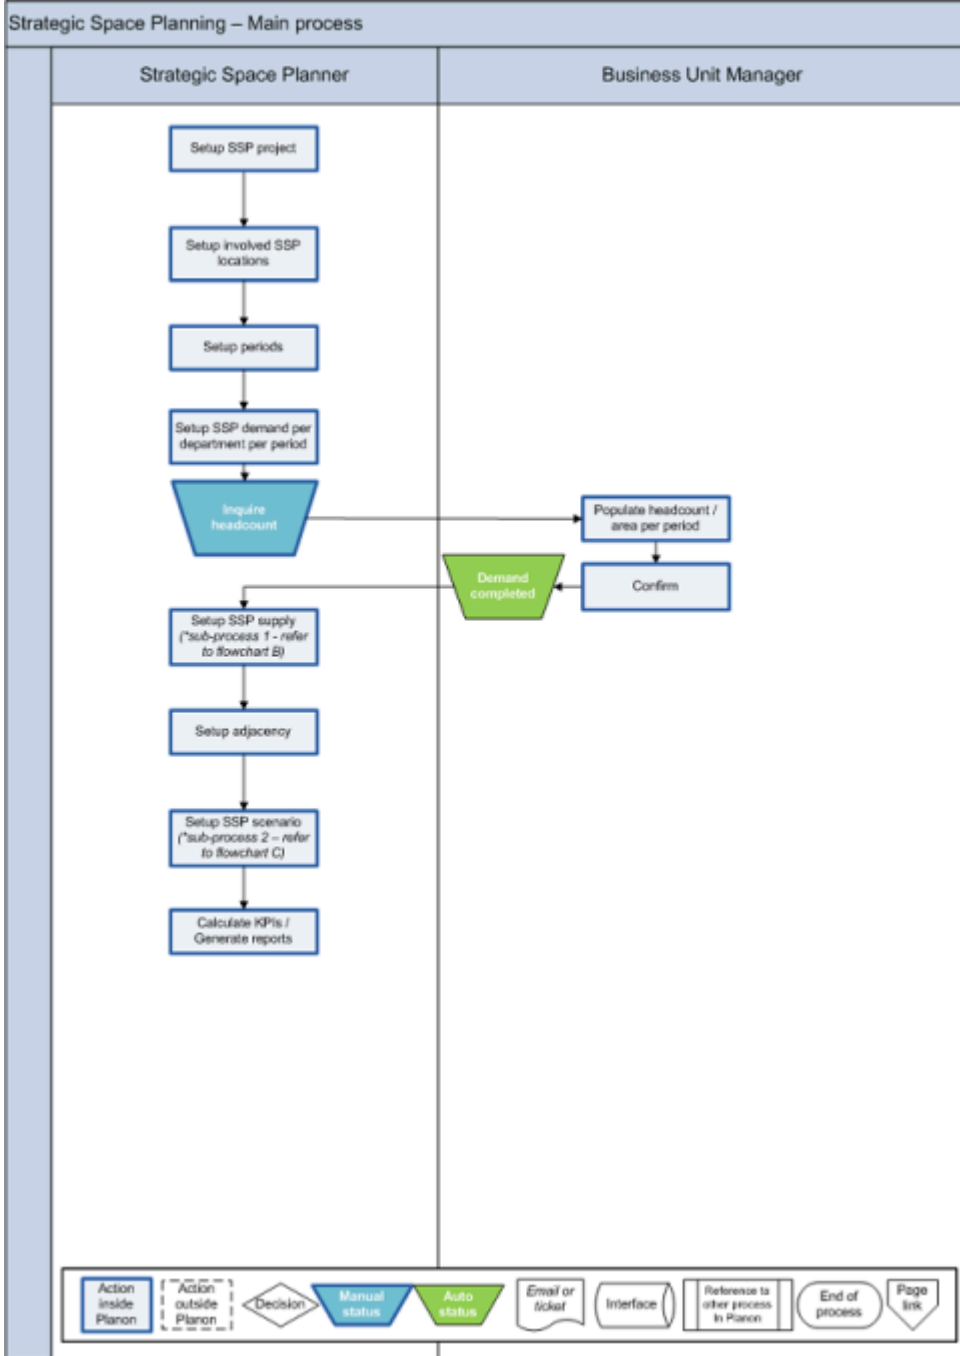 Strategic Space Planning – Main process
Strategic Space Planner
Business Unit Manager
Setup SSP project
Setup involved SSP
locations
Setup periods
Setup SSP demand per
department per period
Inquire
headcount
Populate headcount /
area per period
Confirm
Demand
completed
Setup SSP supply
(*sub-process 1 - refer
to flowchart B)
Setup adjacency
Setup SSP scenario
(*sub-process 2 – refer
to flowchart C)
Calculate KPIs /
Generate reports
Action
inside
Planon
Action
outside
Planon
Decision
Manual
status
Auto
status
Email or
ticket
Interface
Reference to
other process
In Planon
End of
process
Page
link